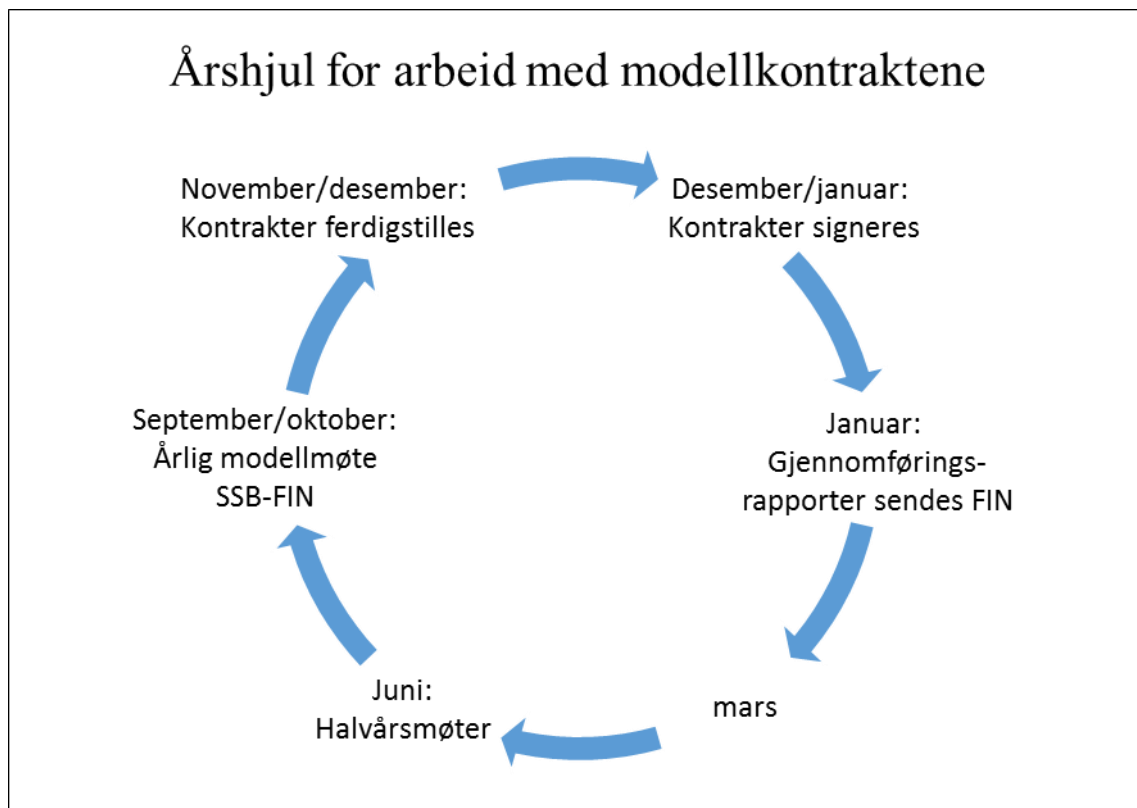 Årshjul for arbeid med modellkontraktene
November/desember:
Kontrakter ferdigstilles
Desember/januar:
Kontrakter signeres
Januar:
Gjennomførings-
rapporter sendes FIN
mars
Juni:
Halvårsmøter
September/oktober:
Årlig modellmøte
SSB-FIN